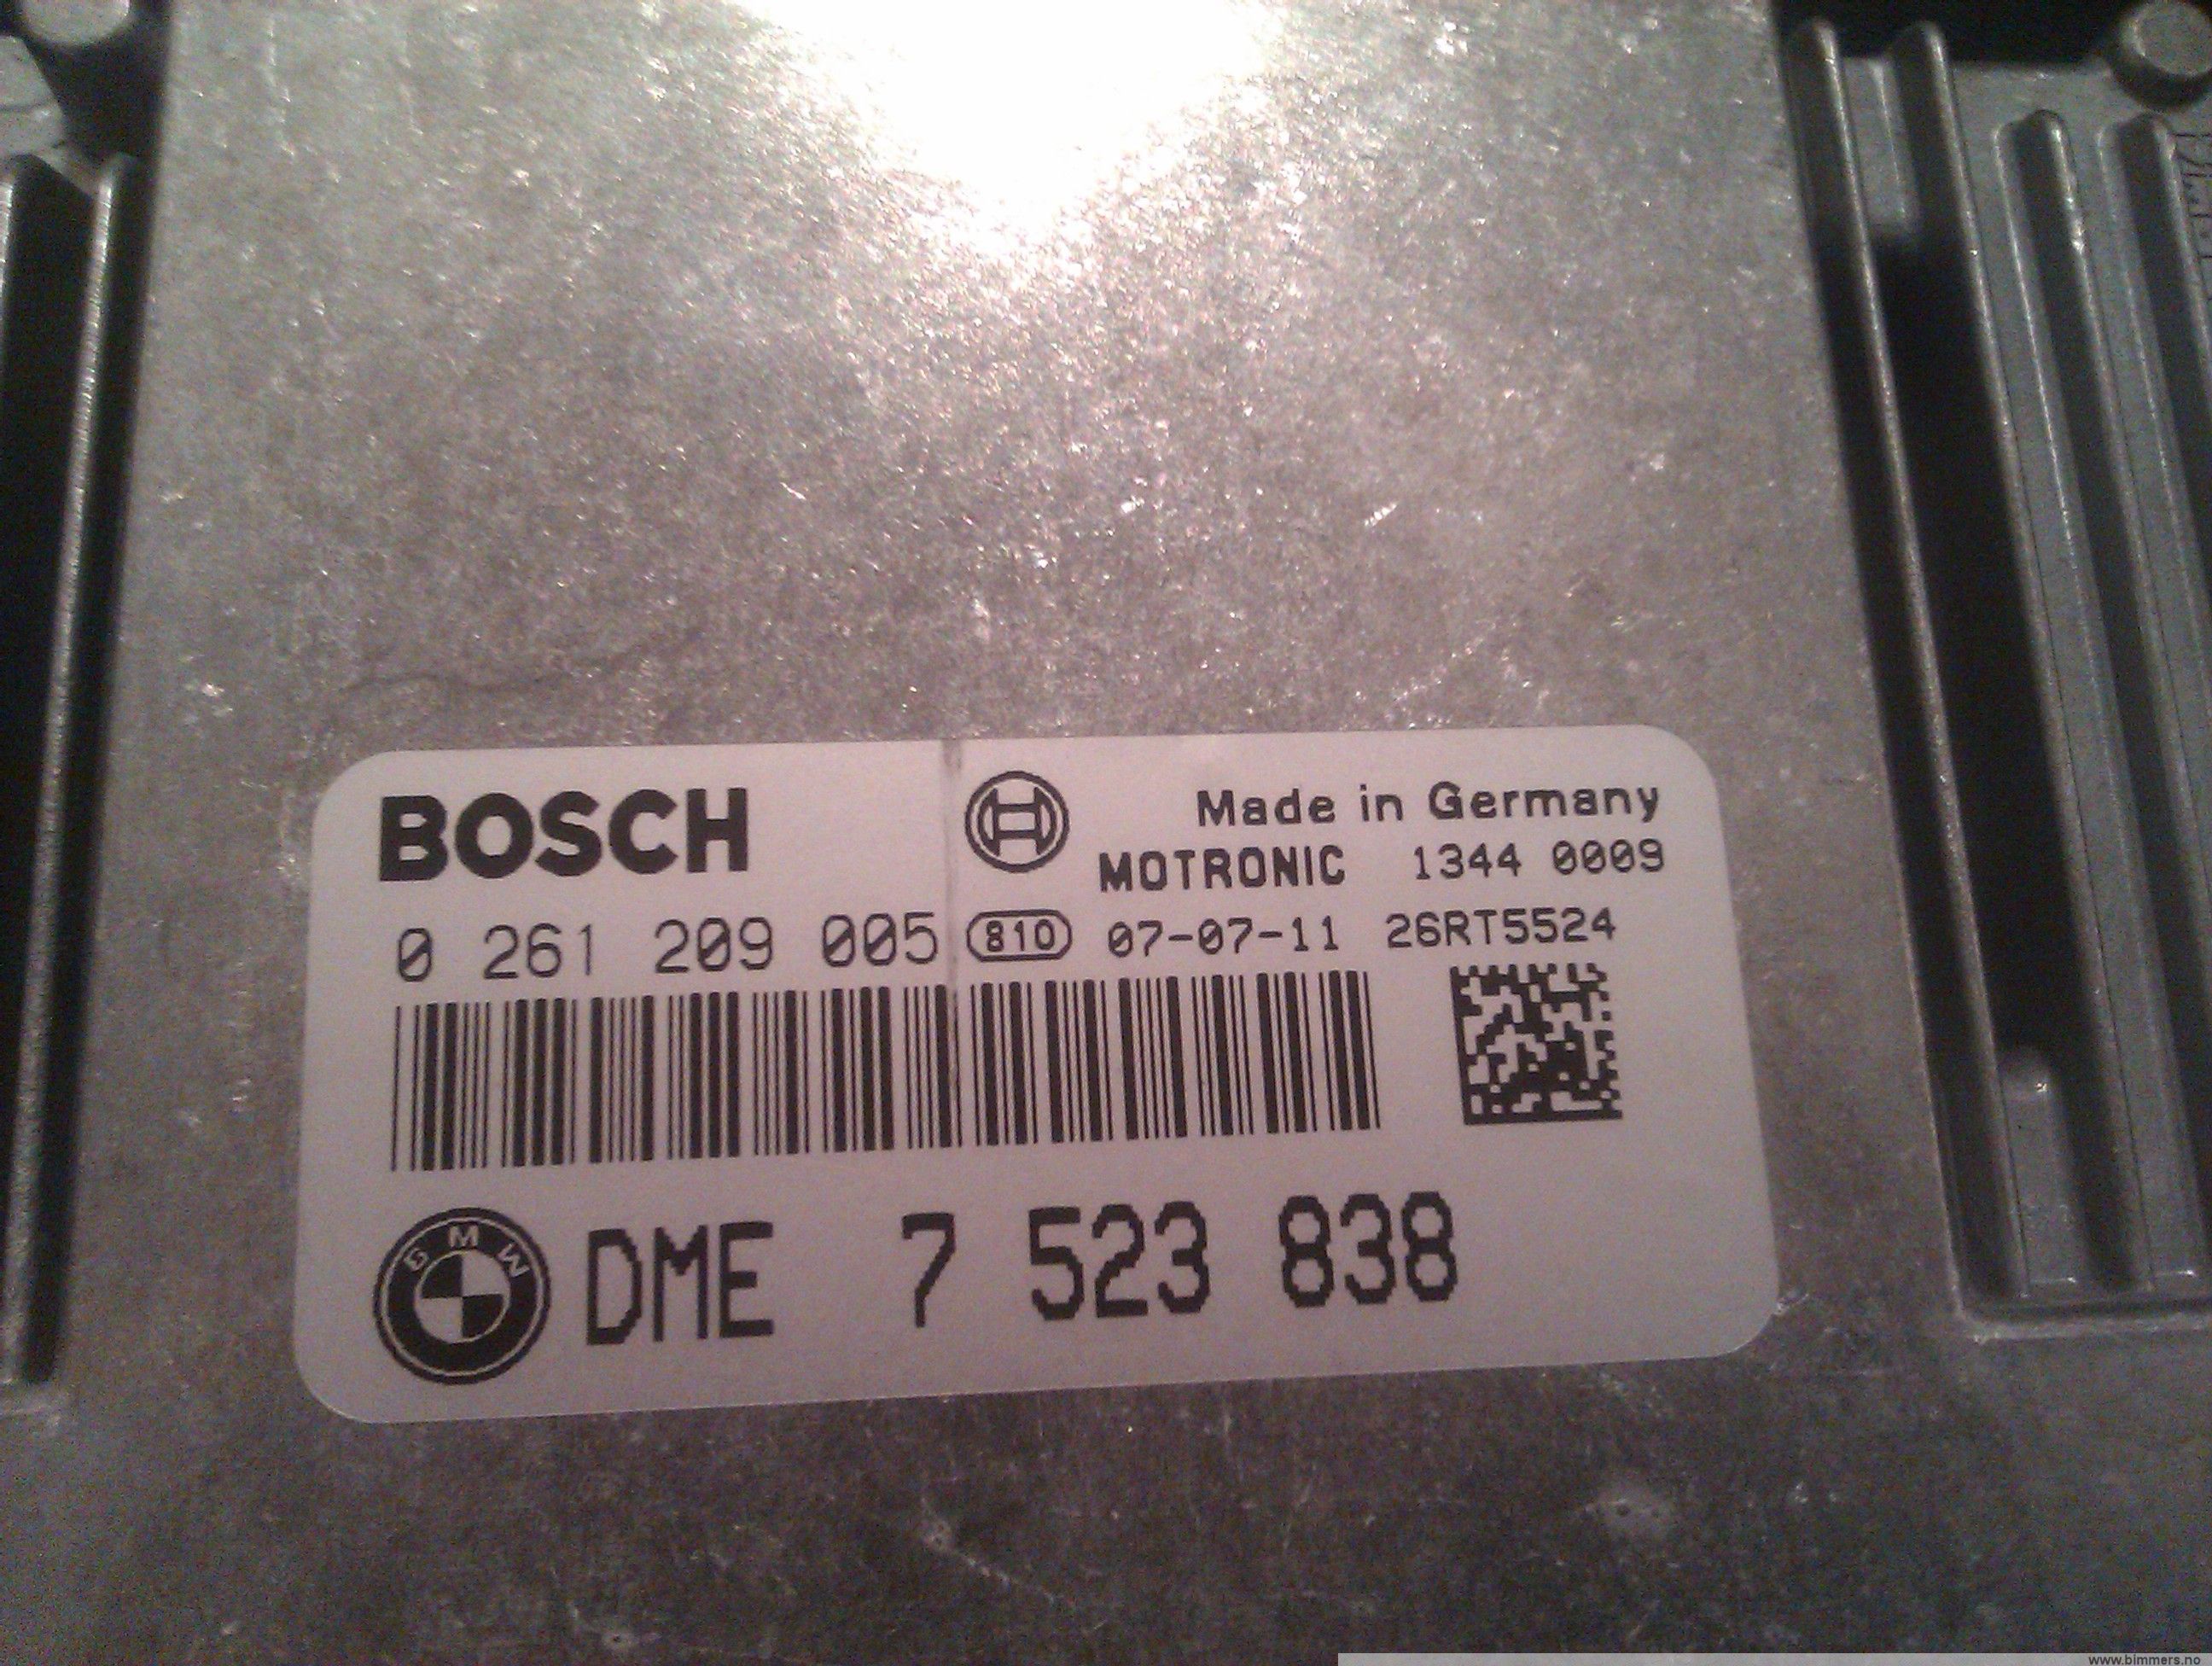 BOSCH
Made in Germany
MOTRONIC 1344 0009
0 261 209 005 810 07-07-11 26RT5524
BMW DME 7 523 838
www.bimmers.no